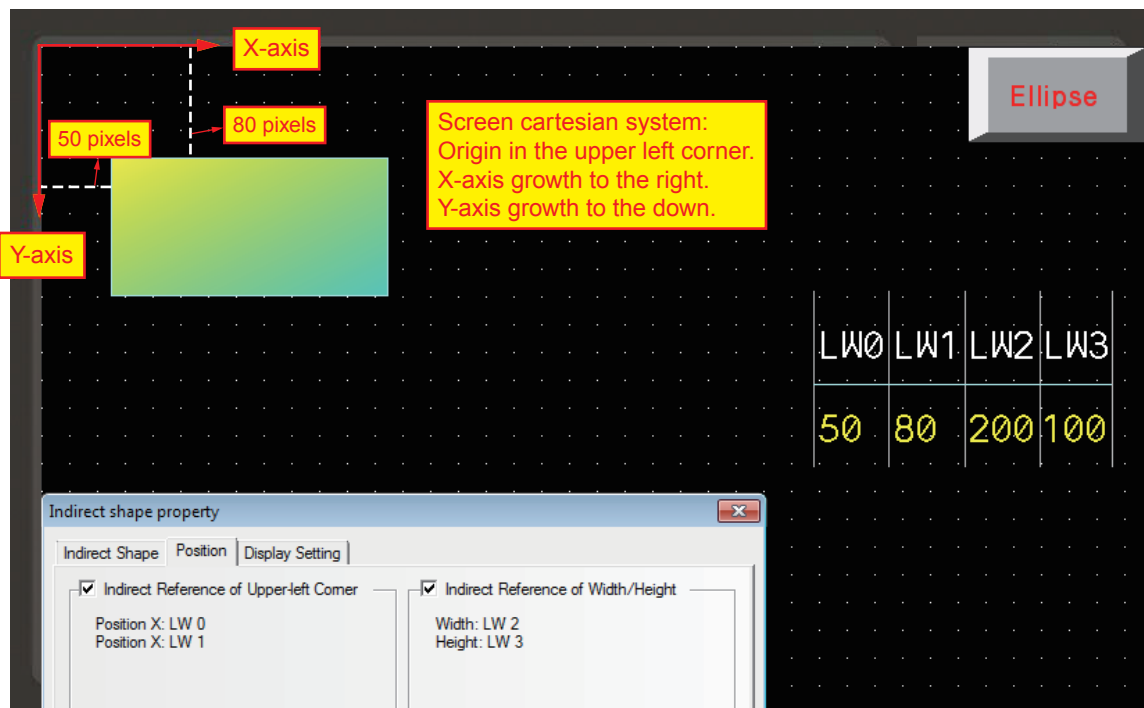 X-axis
Ellipse
80 pixels
50 pixels
Screen cartesian system:
Origin in the upper left corner.
X-axis growth to the right.
Y-axis growth to the down.
Y-axis
LW0 LW1 LW2 LW3
50 80 200 100
Indirect shape property
Indirect Shape Position Display Setting
Indirect Reference of Upper-left Corner
Position X: LW 0
Position X: LW 1
Indirect Reference of Width/Height
Width: LW 2
Height: LW 3